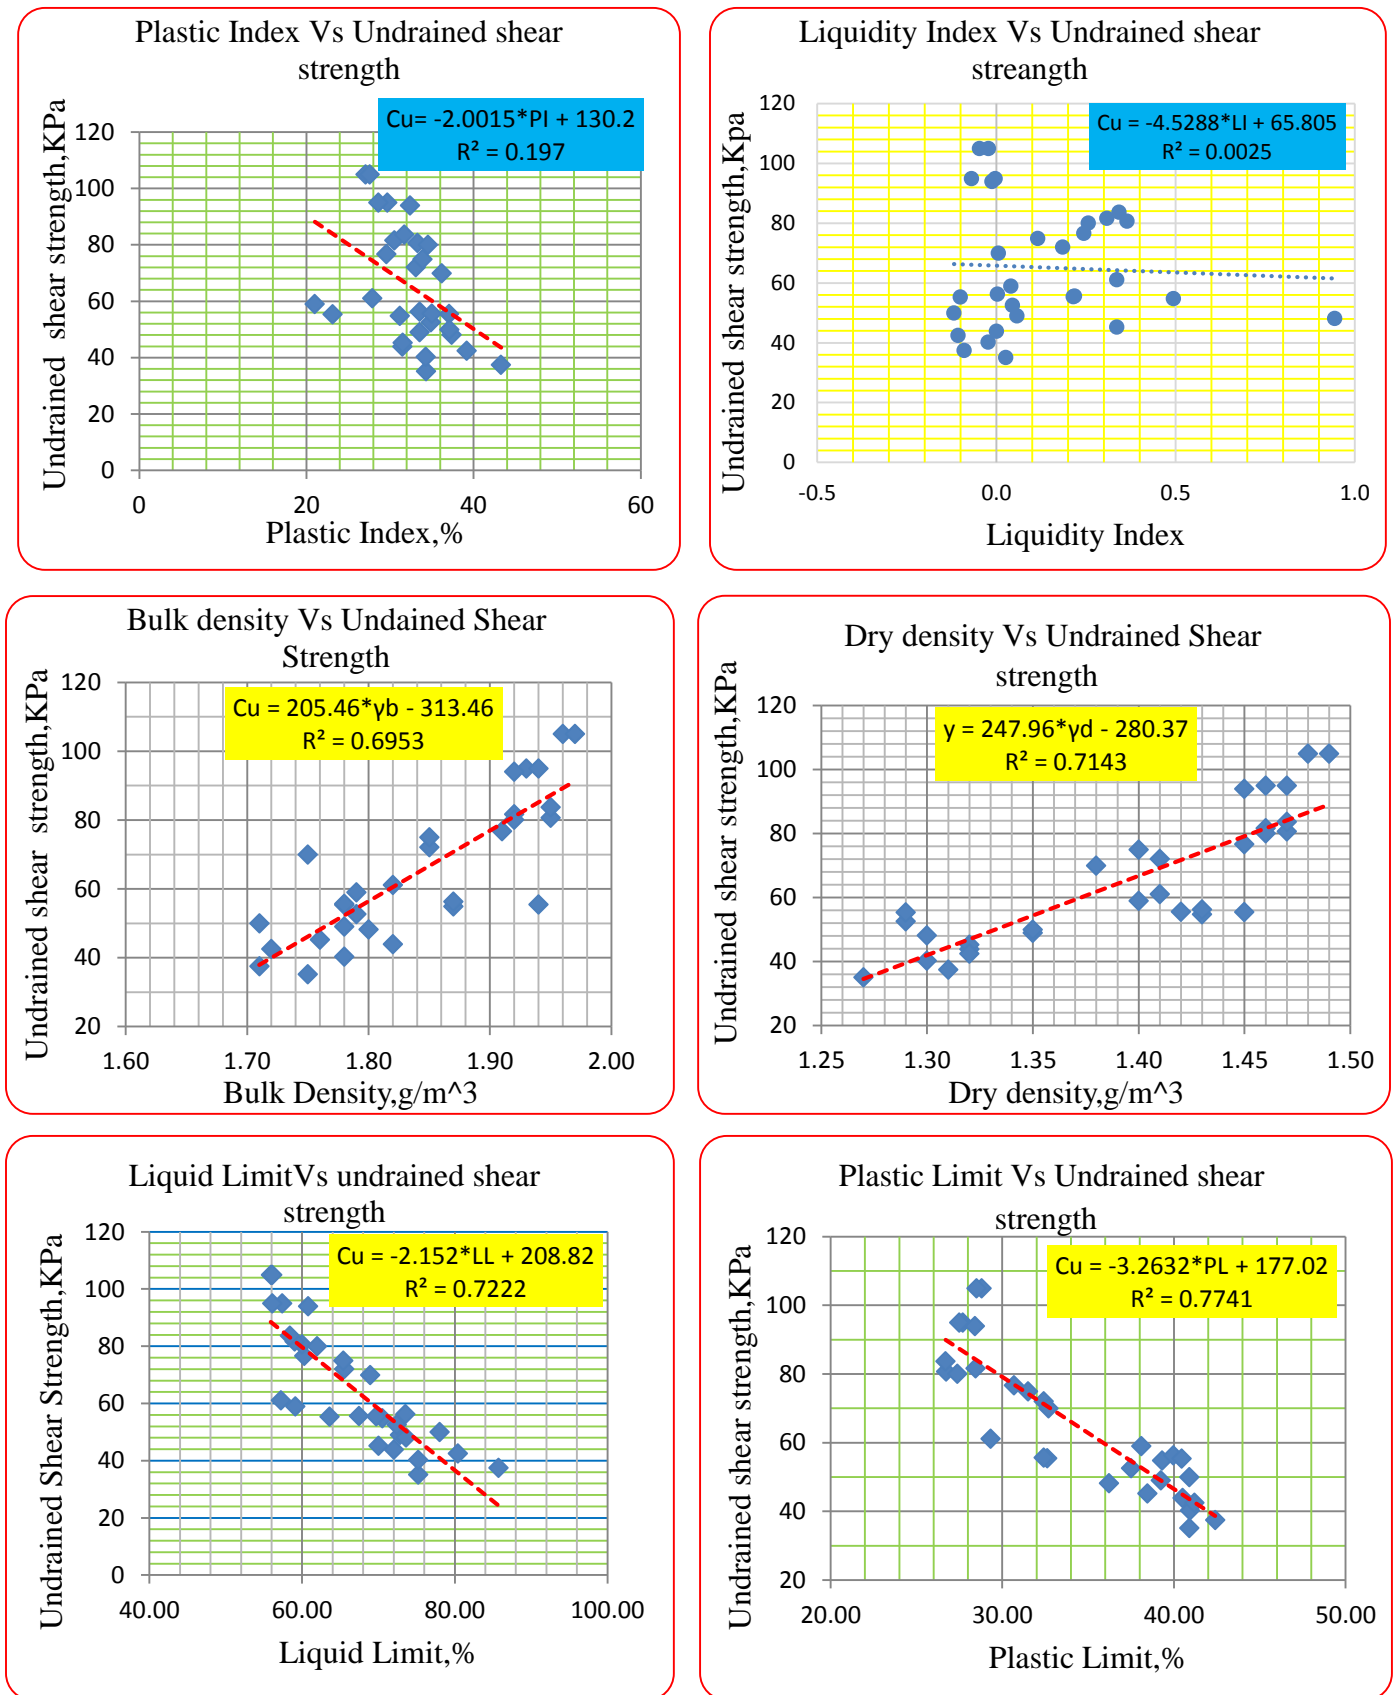 Plastic Index Vs Undrained shear
strength
Cu= -2.0015*PI + 130.2
R² = 0.197
Undrained shear strength,KPa
120
100
80
60
40
20
0
0 20 40 60
Plastic Index,%
Liquidity Index Vs Undrained shear
streangth
Cu = -4.5288*LI + 65.805
R² = 0.0025
Undrained shear strength,Kpa
120
100
80
60
40
20
0
-0.5 0.0 0.5 1.0
Liquidity Index
Bulk density Vs Undained Shear
Strength
Cu = 205.46*γb - 313.46
R² = 0.6953
Undrained shear strength,KPa
120
100
80
60
40
20
1.60 1.70 1.80 1.90 2.00
Bulk Density,g/m^3
Dry density Vs Undrained Shear
strength
y = 247.96*γd - 280.37
R² = 0.7143
Undrained shear strength,KPa
120
100
80
60
40
20
1.25 1.30 1.35 1.40 1.45 1.50
Dry density,g/m^3
Liquid LimitVs undrained shear
strength
Cu = -2.152*LL + 208.82
R² = 0.7222
Undrained Shear Strength,KPa
120
100
80
60
40
20
0
40.00 60.00 80.00 100.00
Liquid Limit,%
Plastic Limit Vs Undrained shear
strength
Cu = -3.2632*PL + 177.02
R² = 0.7741
Undrained shear strength,KPa
120
100
80
60
40
20
20.00 30.00 40.00 50.00
Plastic Limit,%